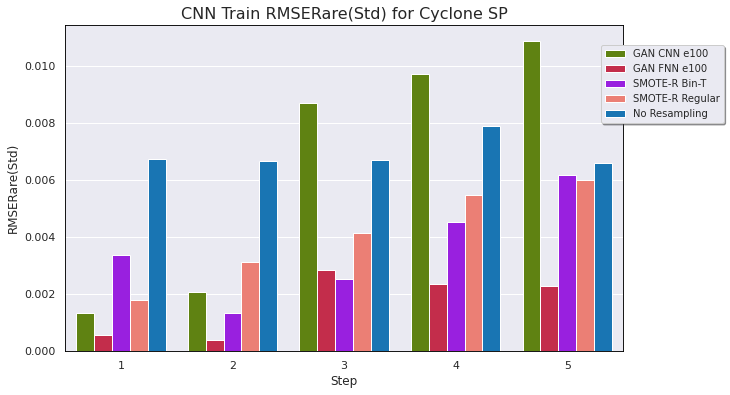 CNN Train RMSERare(Std) for Cyclone SP
GAN CNN e100
GAN FNN e100
SMOTE-R Bin-T
SMOTE-R Regular
No Resampling
RMSERare(Std)
0.010
0.008
0.006
0.004
0.002
0.000
1 2 3 4 5
Step